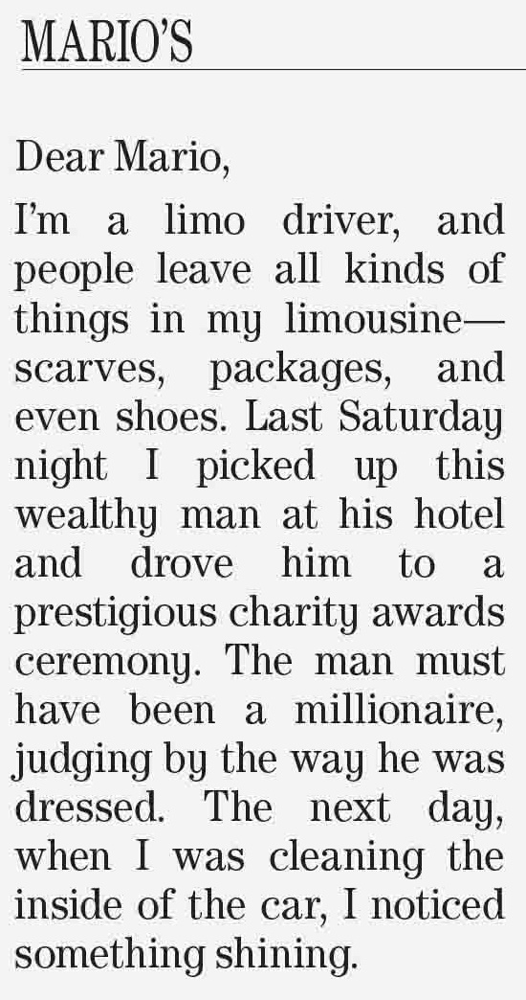 MARIO'S
Dear Mario,
I'm a limo driver, and
people leave all kinds of
things in my limousine—
scarves, packages, and
even shoes. Last Saturday
night I picked up this
wealthy man at his hotel
and drove him to a
prestigious charity awards
ceremony. The man must
have been a millionaire,
judging by the way he was
dressed. The next day,
when I was cleaning the
inside of the car, I noticed
something shining.